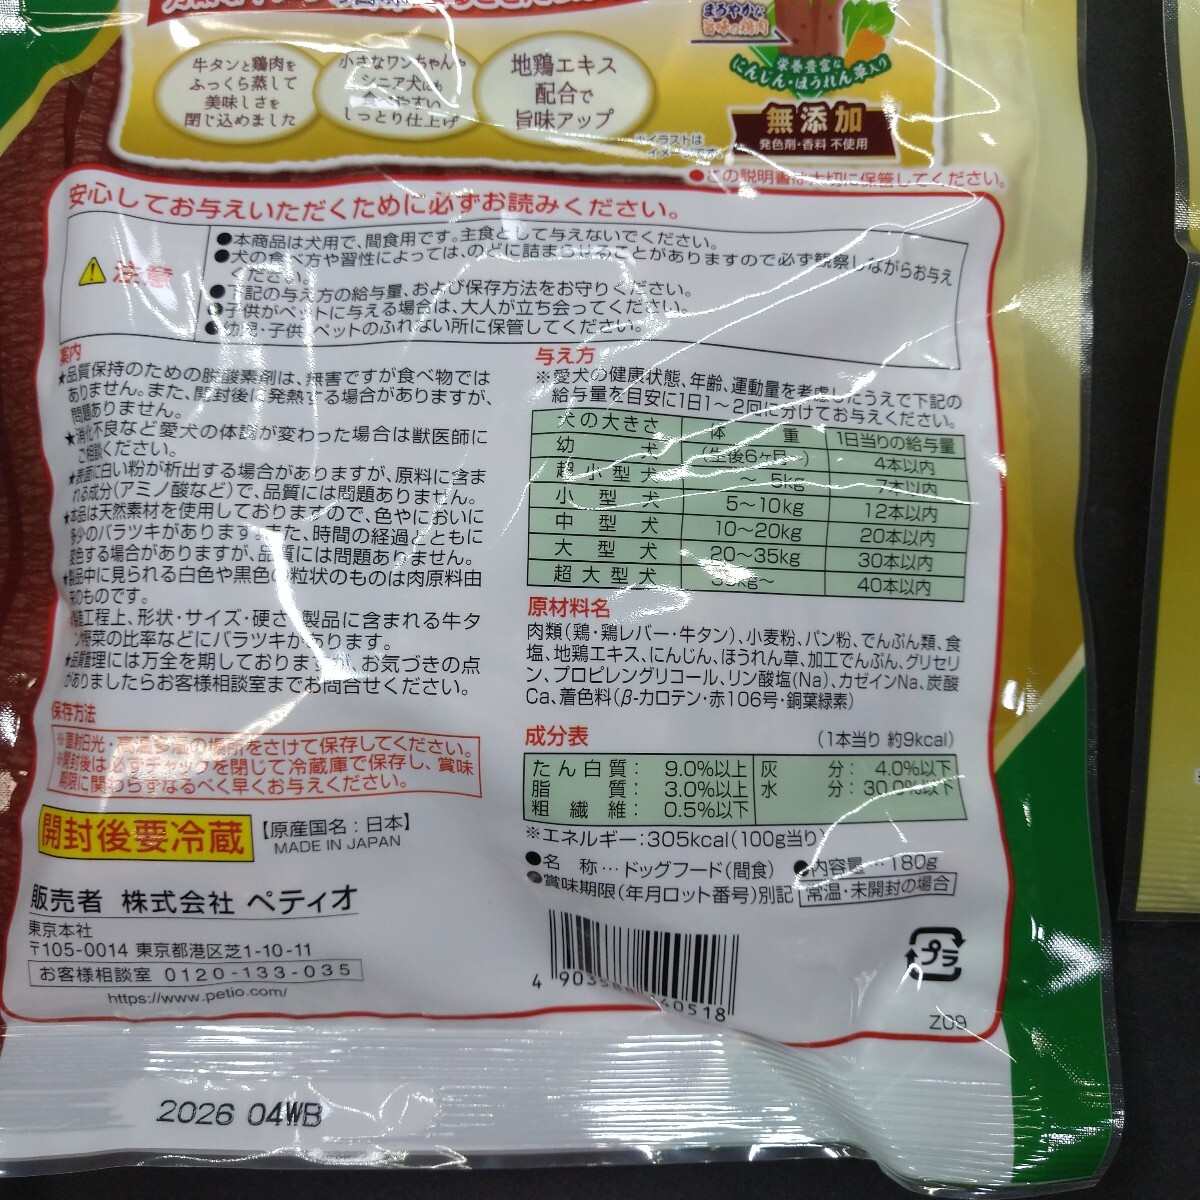 まろやかな
栄養豊富な
にんじん・ほうれん草入り
牛タンと鶏肉を
ふっくら蒸して
美味しさを
閉じ込めました
小さなワンちゃんや
シニア犬にも
食べやすい
しっとり仕上げ
地鶏エキス
配合で
旨味アップ
※イラストは
イメージです。
無添加
発色剤・香料 不使用
●この説明書は大切に保管してください。
安心してお与えいただくために必ずお読みください。
注意
●本商品は犬用で、間食用です。主食として与えないでください。
●犬の食べ方や習性によっては、のどに詰まらせることがありますので必ず観察しながらお与え
ください。
●下記の与え方の給与量、および保存方法をお守りください。
●子供がペットに与える場合は、大人が立ち会ってください。
●幼児・子供・ペットのふれない所に保管してください。
案内
★品質保持のための脱酸素剤は、無害ですが食べ物では
ありません。また、開封後に発熱する場合がありますが、
問題ありません。
★消化不良など愛犬の体調が変わった場合は獣医師に
ご相談ください。
★表面に白い粉が析出する場合がありますが、原料に含ま
れる成分(アミノ酸など)で、品質には問題ありません。
★本品は天然素材を使用しておりますので、色やにおいに
多少のバラツキがあります。また、時間の経過とともに
変色する場合がありますが、品質には問題ありません。
★製品中に見られる白色や黒色の粒状のものは肉原料由
来のものです。
★製造工程上、形状・サイズ・硬さ、製品に含まれる牛タ
ンや野菜の比率などにバラツキがあります。
★品質管理には万全を期しておりますが、お気づきの点
がありましたらお客様相談室までお問合せください。
保存方法
※直射日光・高温多湿の場所をさけて保存してください。
※開封後は必ずチャックを閉じて冷蔵庫で保存し、賞味
期限に関わらずなるべく早くお与えください。
開封後要冷蔵
【原産国名：日本】
MADE IN JAPAN
販売者 株式会社 ペティオ
東京本社
〒105-0014 東京都港区芝1-10-11
お客様相談室 0120-133-035
https://www.petio.com/
与え方
※愛犬の健康状態、年齢、運動量を考慮したうえで下記の
給与量を目安に1日1～2回に分けてお与えください。
犬の大きさ 体 重 1日当りの給与量
幼 犬 (生後6ヶ月～) 4本以内
超小型犬 ～5kg 7本以内
小型犬 5～10kg 12本以内
中型犬 10～20kg 20本以内
大型犬 20～35kg 30本以内
超大型犬 35kg～ 40本以内
原材料名
肉類(鶏・鶏レバー・牛タン)、小麦粉、パン粉、でんぷん類、食
塩、地鶏エキス、にんじん、ほうれん草、加工でんぷん、グリセリ
ン、プロピレングリコール、リン酸塩(Na)、カゼインNa、炭酸
Ca、着色料(β-カロテン・赤106号・銅葉緑素)
成分表 (1本当り 約9kcal)
たん白質： 9.0%以上 灰 分： 4.0%以下
脂 質： 3.0%以上 水 分： 30.0%以下
粗繊維： 0.5%以下
※エネルギー：305kcal(100g当り)
●名 称…ドッグフード(間食) ●内容量…180g
●賞味期限(年月ロット番号)別記 常温・未開封の場合
プラ
Z09
2026 04WB